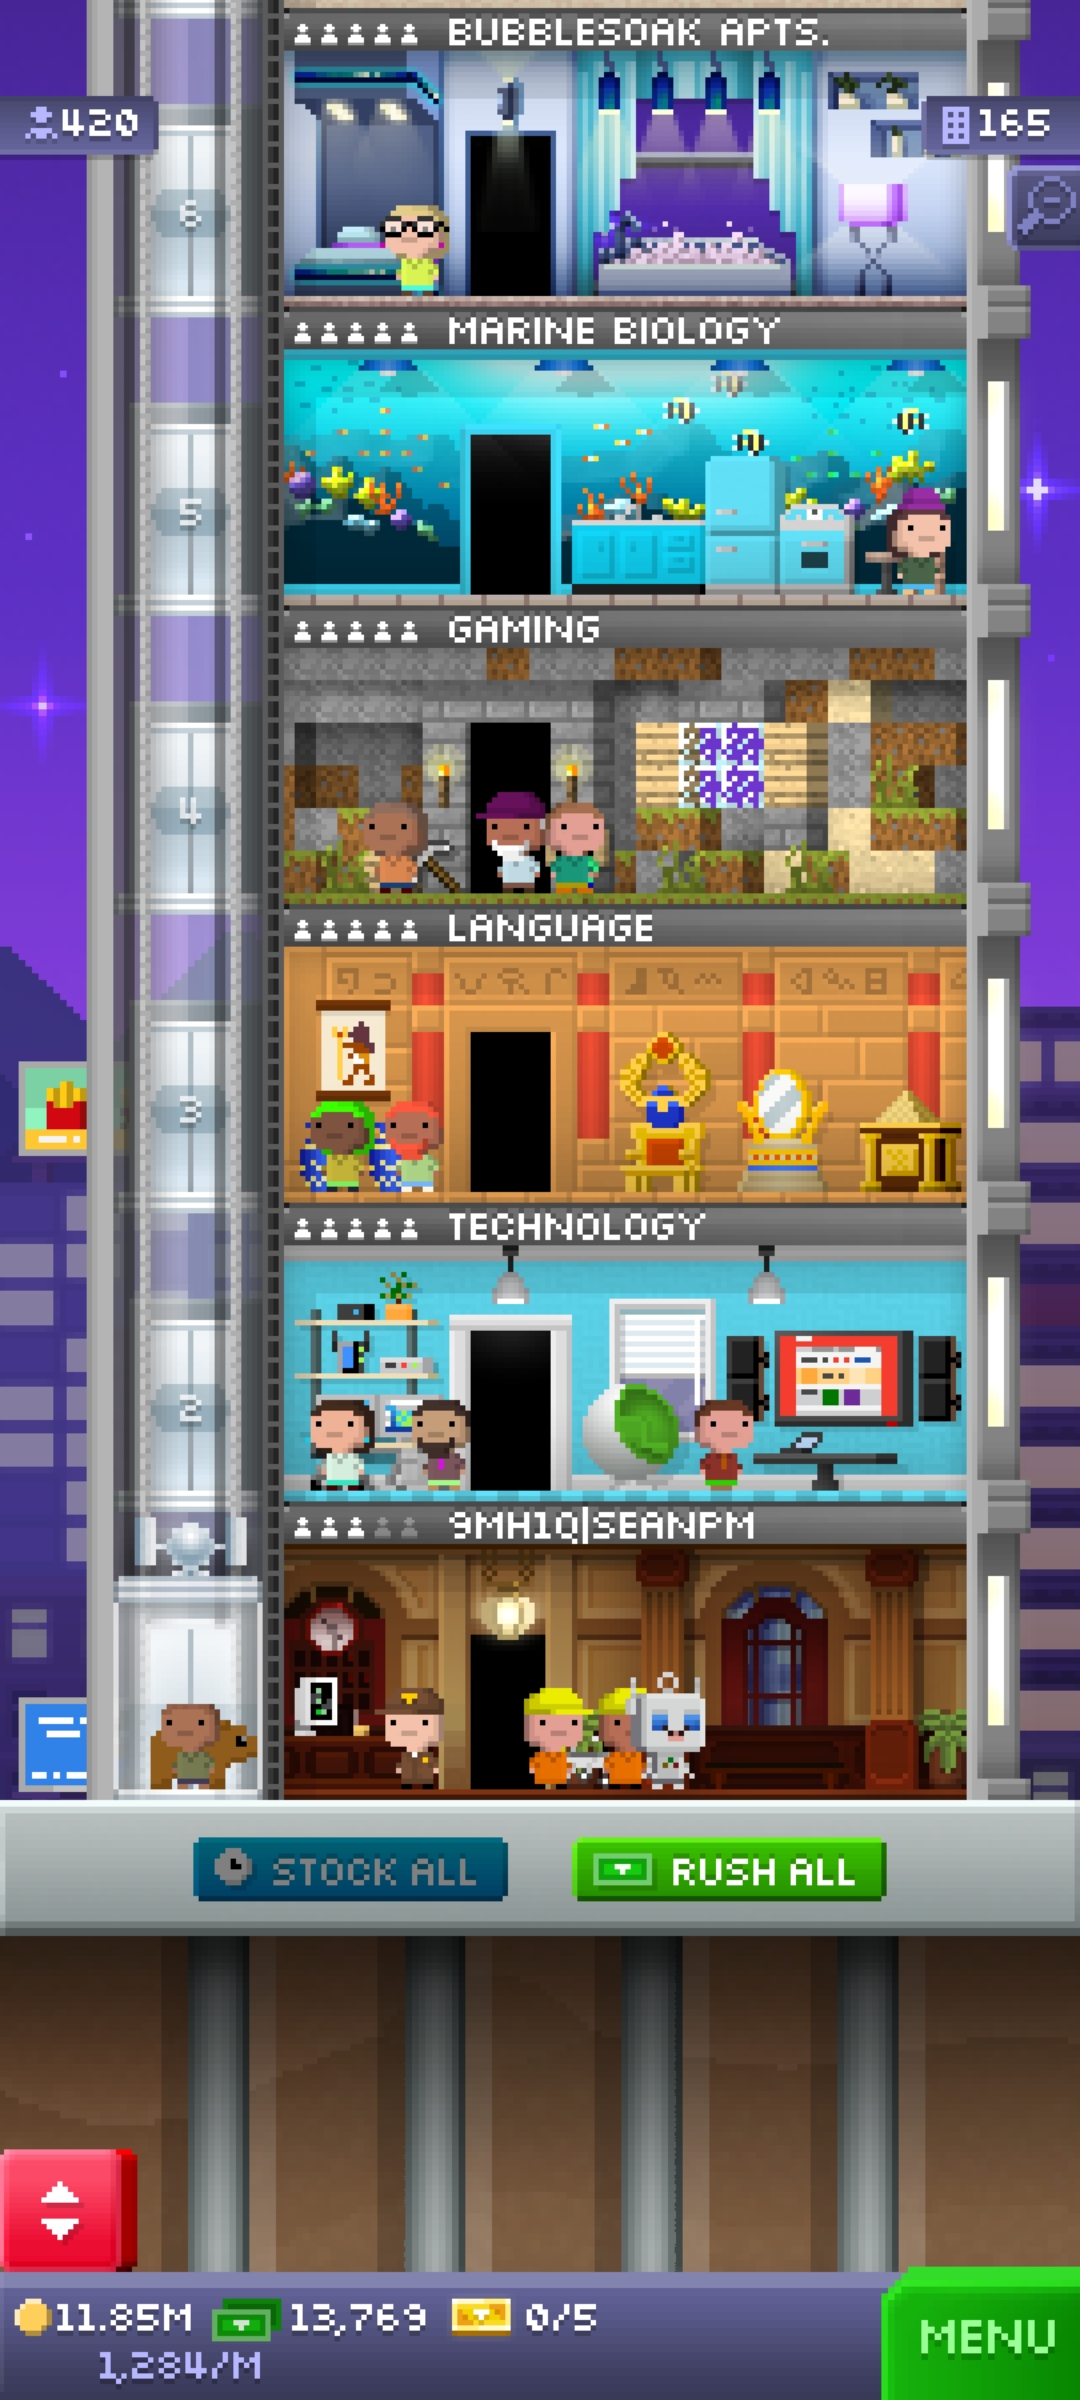 BUBBLESOAK APTS.
420
165
6
MARINE BIOLOGY
5
GAMING
4
LANGUAGE
3
TECHNOLOGY
2
9MH1Q|SEANPM
STOCK ALL
RUSH ALL
11.85M
13,769
0/5
1,284/M
MENU